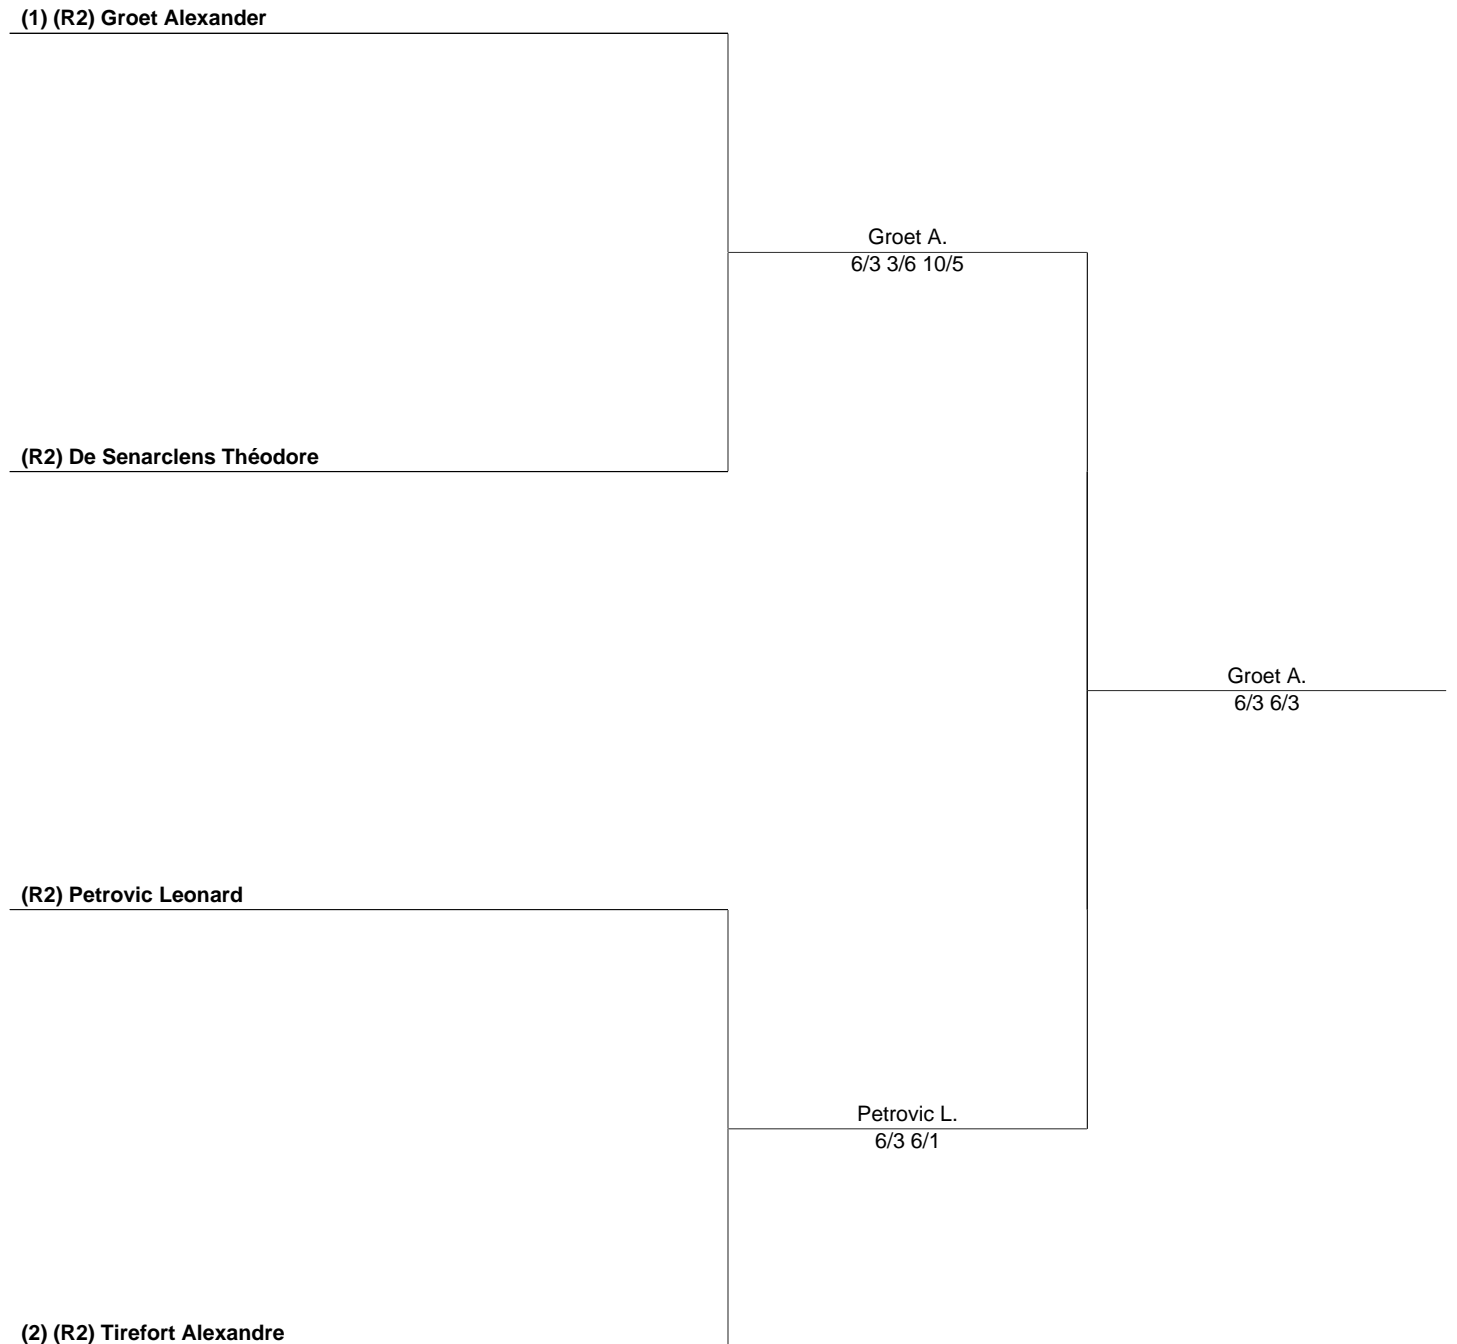 (1) (R2) Groet Alexander
Groet A.
6/3 3/6 10/5
(R2) De Senarclens Théodore
Groet A.
6/3 6/3
(R2) Petrovic Leonard
Petrovic L.
6/3 6/1
(2) (R2) Tirefort Alexandre